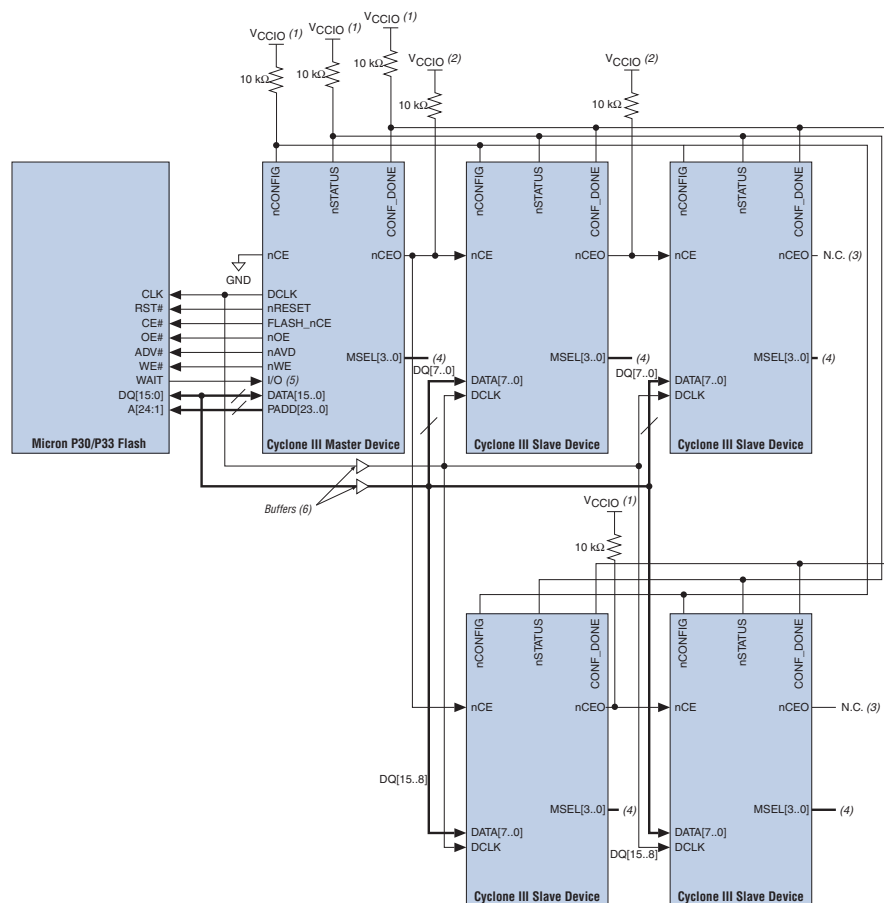 VCCIO (1)
VCCIO (1)
VCCIO (1)
VCCIO (2)
VCCIO (2)
10 kΩ
10 kΩ
10 kΩ
10 kΩ
10 kΩ
nCONFIG
nSTATUS
CONF_DONE
nCONFIG
nSTATUS
CONF_DONE
nCONFIG
nSTATUS
CONF_DONE
CLK
RST#
CE#
OE#
ADV#
WE#
WAIT
DQ[15:0]
A[24:1]
Micron P30/P33 Flash
GND
nCE
nCEO
DCLK
nRESET
FLASH_nCE
nOE
nAVD
nWE
I/O (5)
DATA[15..0]
PADD[23..0]
MSEL[3..0]
(4)
Cyclone III Master Device
nCE
nCEO
MSEL[3..0]
(4)
DQ[7..0]
DATA[7..0]
DCLK
Cyclone III Slave Device
nCE
nCEO
N.C. (3)
MSEL[3..0]
(4)
DQ[7..0]
DATA[7..0]
DCLK
Cyclone III Slave Device
Buffers (6)
VCCIO (1)
10 kΩ
nCONFIG
nSTATUS
CONF_DONE
nCONFIG
nSTATUS
CONF_DONE
nCE
nCEO
DQ[15..8]
MSEL[3..0]
(4)
DATA[7..0]
DCLK
Cyclone III Slave Device
nCE
nCEO
N.C. (3)
MSEL[3..0]
(4)
DATA[7..0]
DCLK
DQ[15..8]
Cyclone III Slave Device